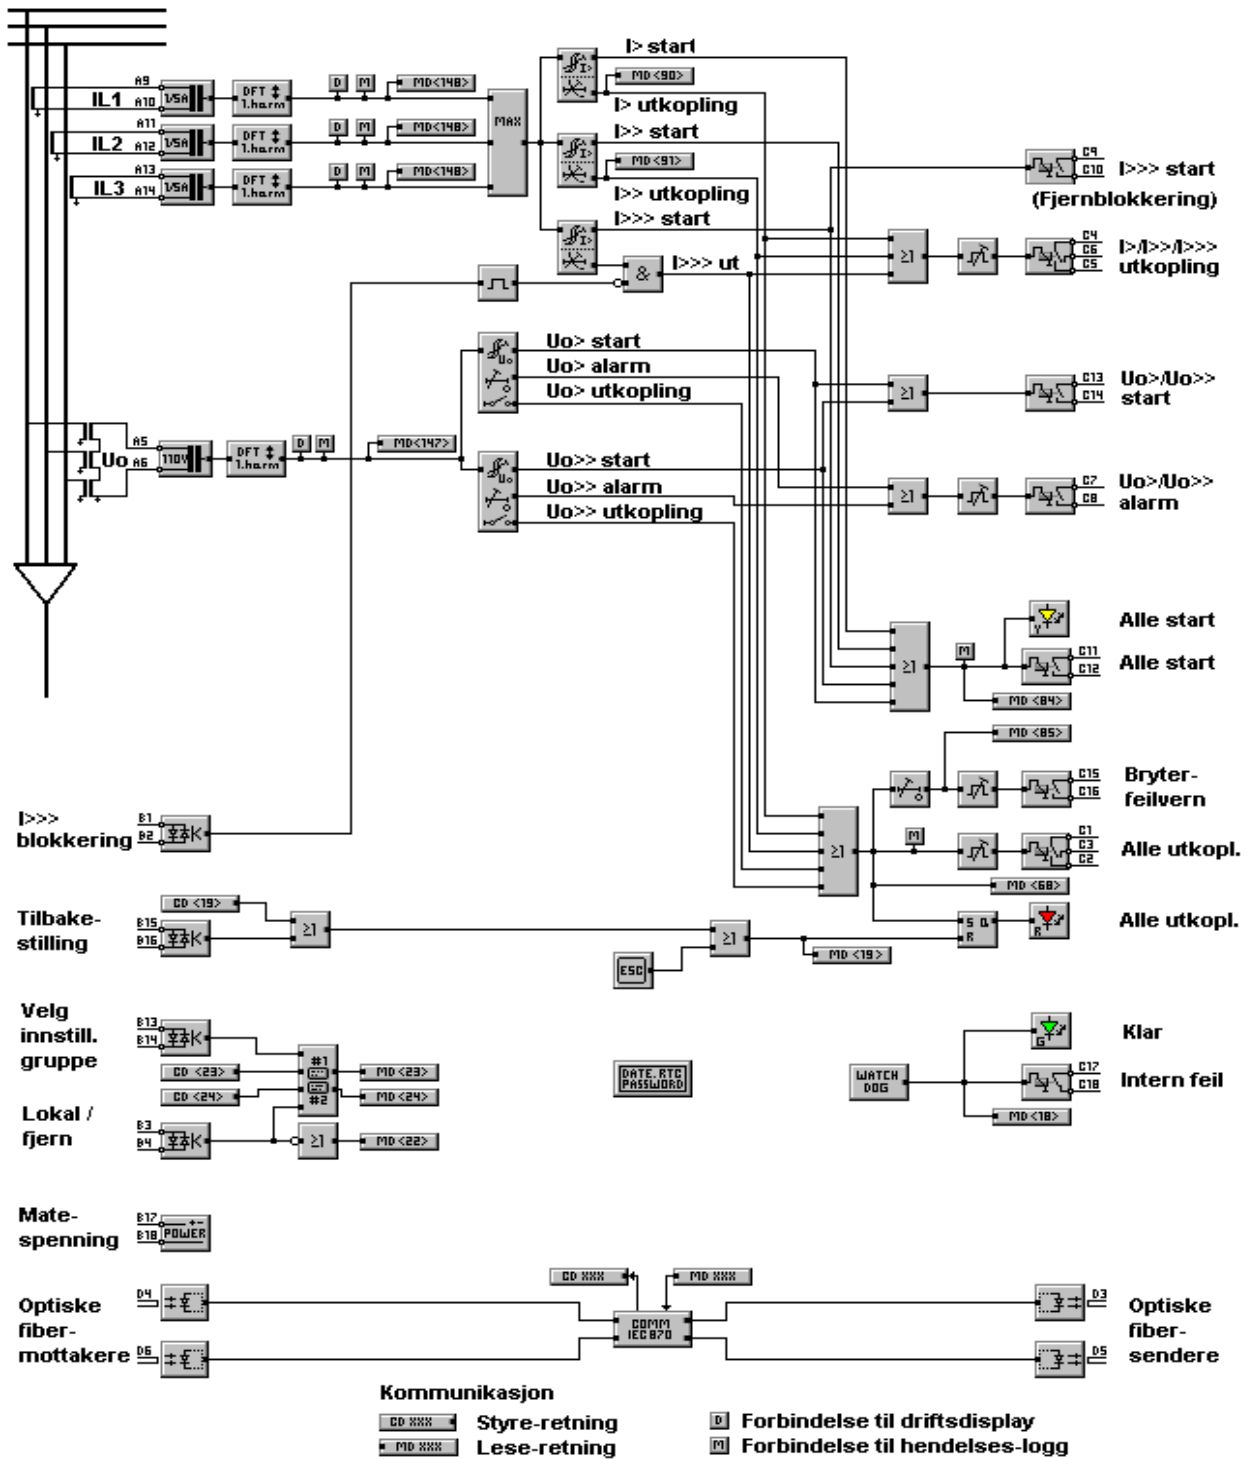 I> start
MD <90>
I> utkopling
A9
IL1
A10
1/5A
DFT
1.harm
D
M
MD<148>
MAX
I>
A11
IL2
A12
1/5A
DFT
1.harm
D
M
MD<148>
I>> start
MD <91>
I>> utkopling
I>
A13
IL3
A14
1/5A
DFT
1.harm
D
M
MD<148>
I>>> start
I>
&
I>>> ut
C9
C10
I>>> start
(Fjernblokkering)
≥1
C4
C6
C5
I>/I>>/I>>>
utkopling
Uo> start
Uo> alarm
Uo> utkopling
Uo
≥1
C13
C14
Uo>/Uo>>
start
A5
Uo
A6
110V
DFT
1.harm
D
M
MD<147>
Uo>> start
Uo>> alarm
Uo>> utkopling
Uo
≥1
C7
C8
Uo>/Uo>>
alarm
Y
Alle start
≥1
M
C11
C12
Alle start
MD <84>
MD <85>
C15
C16
Bryter-
feilvern
I>>>
blokkering
B1
B2
≥1
M
C1
C3
C2
Alle utkopl.
MD <68>
Tilbake-
stilling
CD <19>
B15
B16
≥1
≥1
ESC
MD <19>
S Q
R
R
Alle utkopl.
Velg
innstill.
gruppe
B13
B14
CD <23>
CD <24>
#1
#2
MD <23>
MD <24>
DATE.RTC
PASSWORD
WATCH
DOG
G
Klar
C17
C18
Intern feil
MD <18>
Lokal /
fjern
B3
B4
≥1
MD <22>
Mate-
spenning
B17
B18
+ -
POWER
CD XXX
MD XXX
Optiske
fiber-
mottakere
D4
D6
COMM
IEC870
D3
D5
Optiske
fiber-
sendere
Kommunikasjon
CD XXX
Styre-retning
MD XXX
Lese-retning
D
Forbindelse til driftsdisplay
M
Forbindelse til hendelses-logg